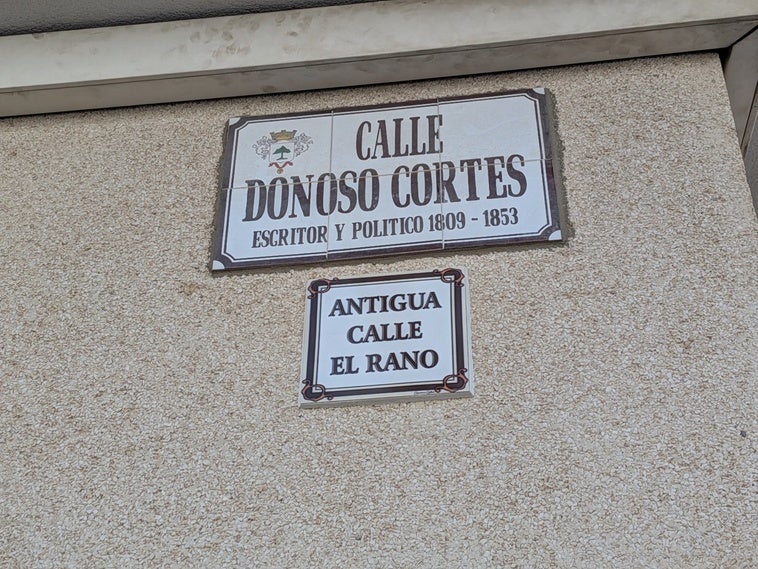 CALLE
DONOSO CORTES
ESCRITOR Y POLITICO 1809 - 1853
ANTIGUA
CALLE
EL RANO